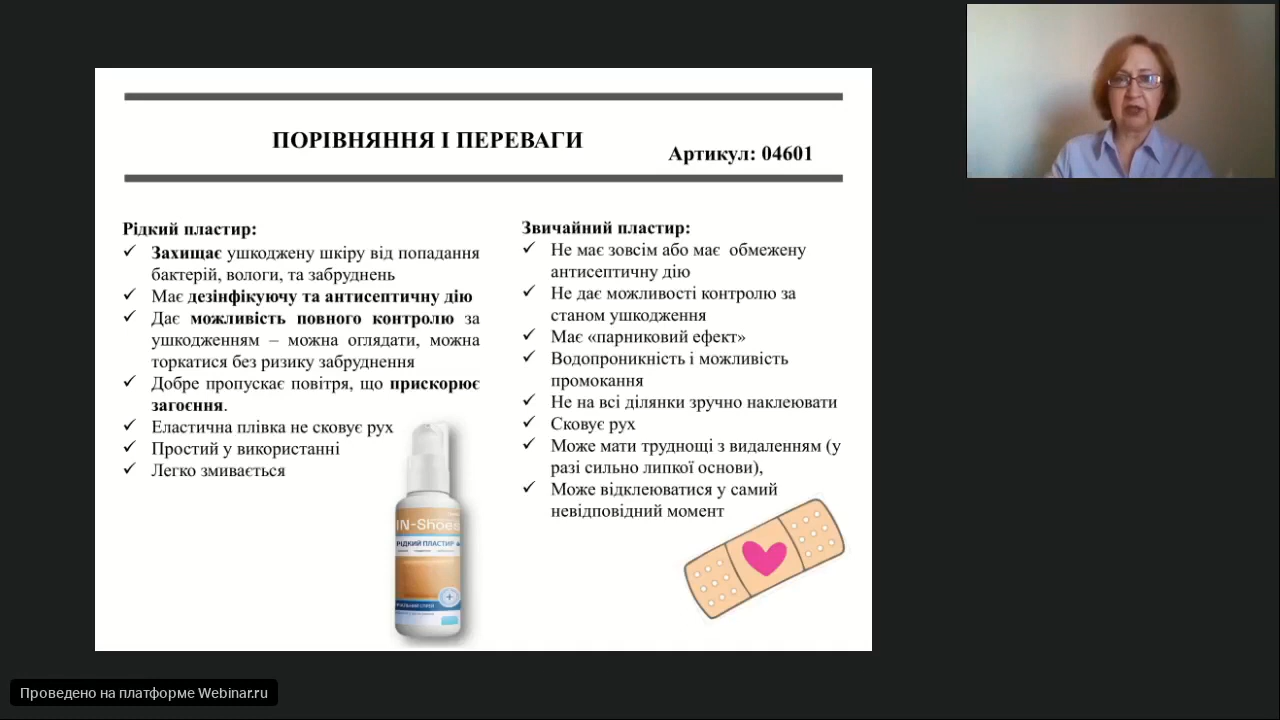 ПОРІВНЯННЯ І ПЕРЕВАГИ
Артикул: 04601
Рідкий пластир:
✓ Захищає ушкоджену шкіру від попадання
бактерій, вологи, та забруднень
✓ Має дезінфікуючу та антисептичну дію
✓ Дає можливість повного контролю за
ушкодженням – можна оглядати, можна
торкатися без ризику забруднення
✓ Добре пропускає повітря, що прискорює
загоєння.
✓ Еластична плівка не сковує рух
✓ Простий у використанні
✓ Легко змивається
Звичайний пластир:
✓ Не має зовсім або має обмежену
антисептичну дію
✓ Не дає можливості контролю за
станом ушкодження
✓ Має «парниковий ефект»
✓ Водопроникність і можливість
промокання
✓ Не на всі ділянки зручно наклеювати
✓ Сковує рух
✓ Може мати труднощі з видаленням (у
разі сильно липкої основи),
✓ Може відклеюватися у самий
невідповідний момент
IN-Shoes
РІДКИЙ ПЛАСТИР
Проведено на платформе Webinar.ru